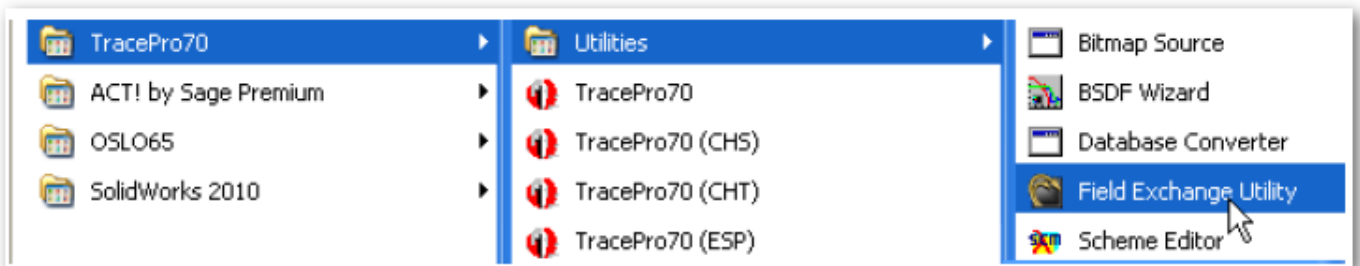 TracePro70
ACT! by Sage Premium
OSLO65
SolidWorks 2010
Utilities
TracePro70
TracePro70 (CHS)
TracePro70 (CHT)
TracePro70 (ESP)
Bitmap Source
BSDF Wizard
Database Converter
Field Exchange Utility
Scheme Editor